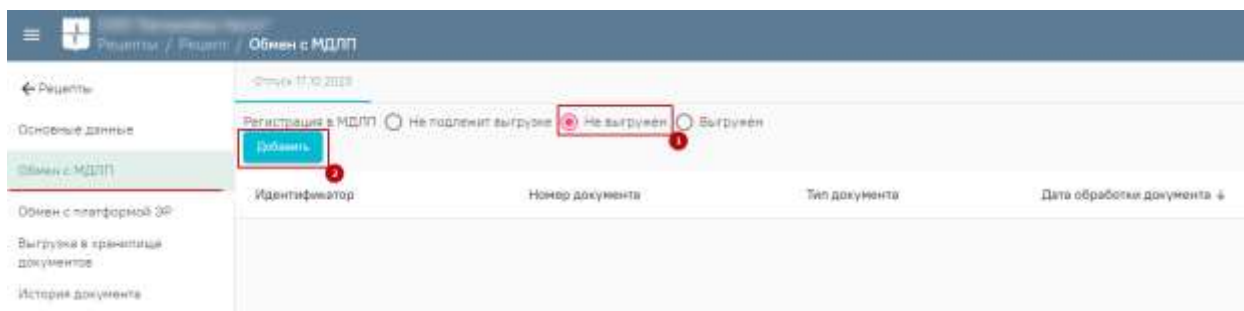 Рецепты / Рецепт / Обмен с МДЛП
← Рецепты
Отпуск 17.10.2023
Основные данные
Регистрация в МДЛП Не подлежит выгрузке Не выгружен Выгружен
1
Добавить
2
Обмен с МДЛП
Идентификатор Номер документа Тип документа Дата обработки документа ↓
Обмен с платформой ЭР
Выгрузка в хранилище
документов
История документа